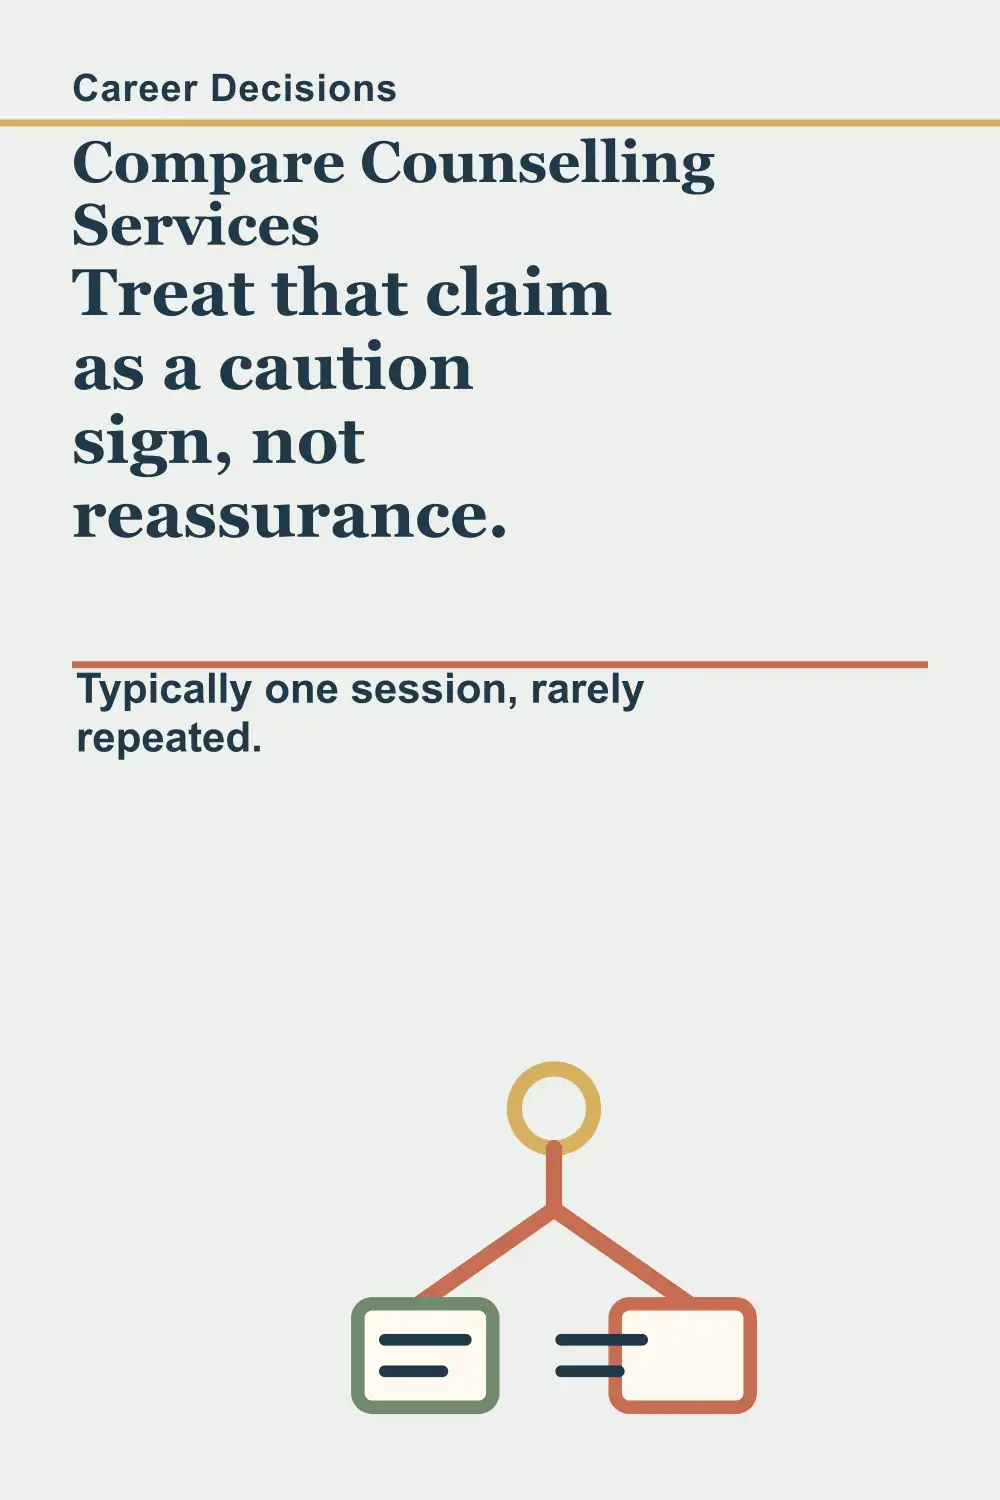 Career Decisions
Compare Counselling
Services
Treat that claim
as a caution
sign, not
reassurance.
Typically one session, rarely
repeated.